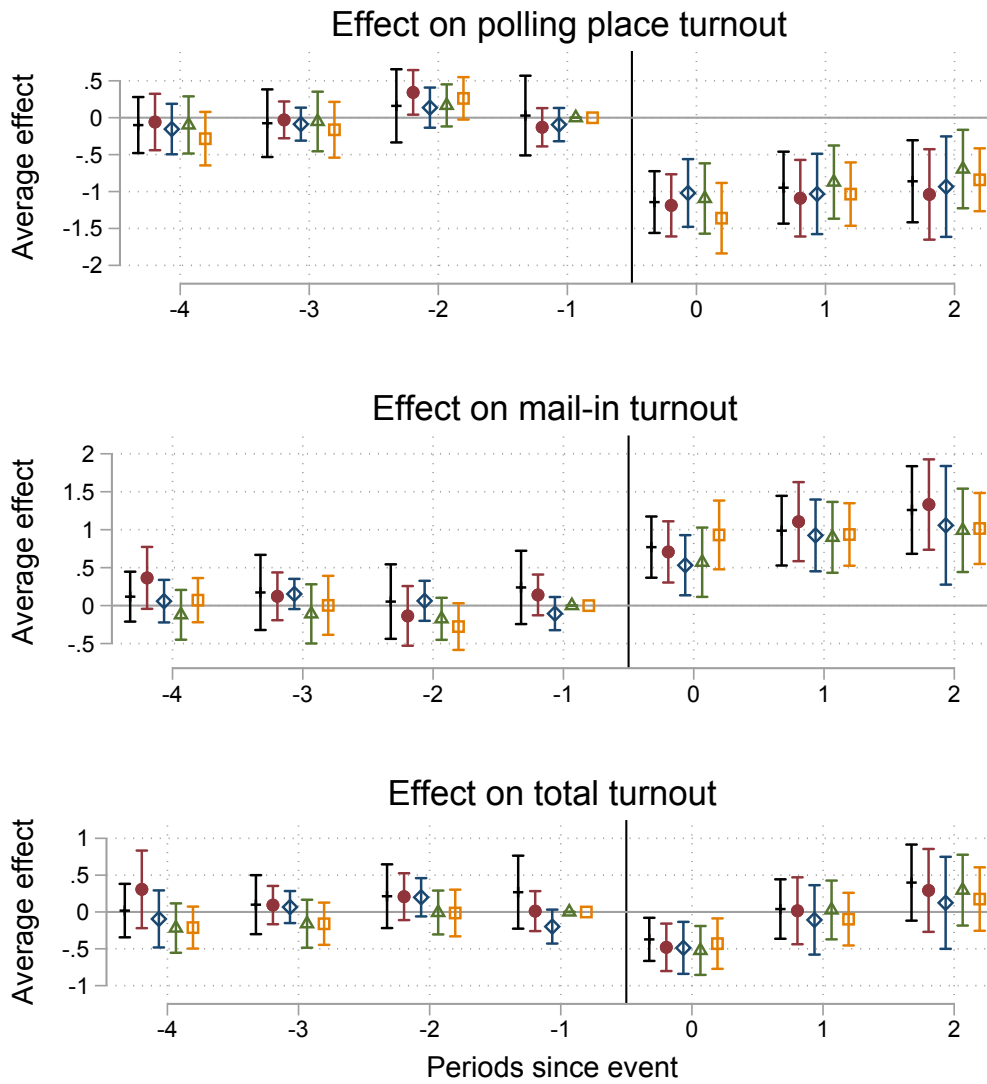 Effect on polling place turnout
Average effect
.5
0
-.5
-1
-1.5
-2
-4 -3 -2 -1 0 1 2
Effect on mail-in turnout
Average effect
2
1.5
1
.5
0
-.5
-4 -3 -2 -1 0 1 2
Effect on total turnout
Average effect
1
.5
0
-.5
-1
-4 -3 -2 -1 0 1 2
Periods since event